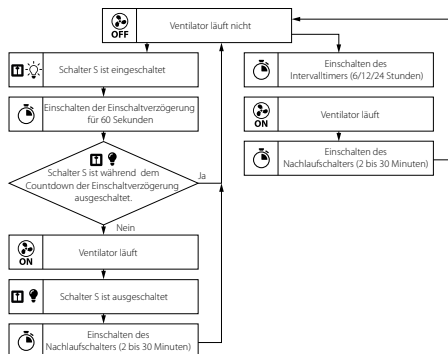 OFF
Ventilator läuft nicht
Schalter S ist eingeschaltet
Einschalten der Einschaltverzögerung
für 60 Sekunden
Schalter S ist während dem
Countdown der Einschaltverzögerung
ausgeschaltet.
Ja
Nein
ON
Ventilator läuft
Schalter S ist ausgeschaltet
Einschalten des
Nachlaufschalters (2 bis 30 Minuten)
Einschalten des
Intervalltimers (6/12/24 Stunden)
ON
Ventilator läuft
Einschalten des
Nachlaufschalters (2 bis 30 Minuten)